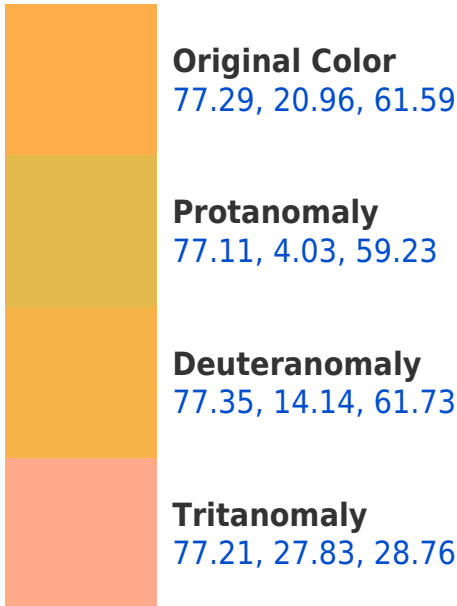 Original Color
77.29, 20.96, 61.59
Protanomaly
77.11, 4.03, 59.23
Deuteranomaly
77.35, 14.14, 61.73
Tritanomaly
77.21, 27.83, 28.76